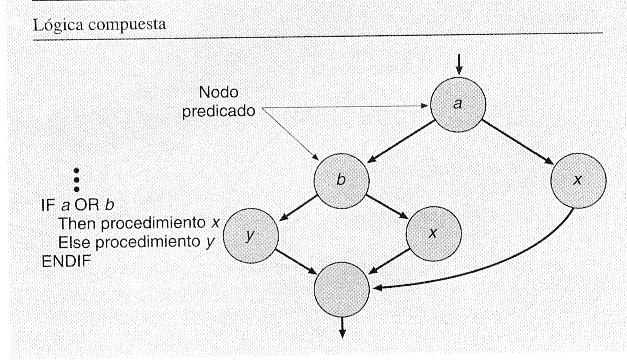 Lógica compuesta
Nodo
predicado
a
b
x
IF a OR b
Then procedimiento x
Else procedimiento y
ENDIF
y
x